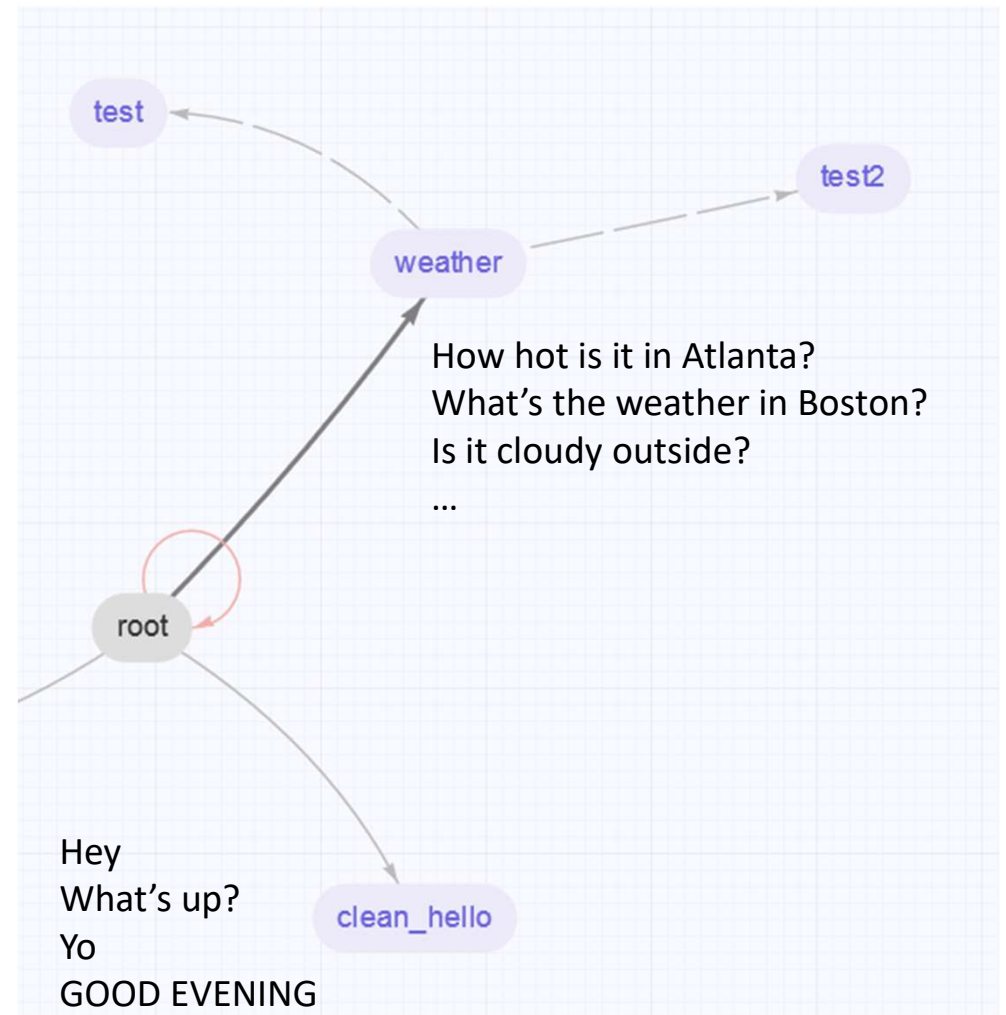 test
test2
weather
How hot is it in Atlanta?
What’s the weather in Boston?
Is it cloudy outside?
...
root
Hey
What’s up?
clean_hello
Yo
GOOD EVENING